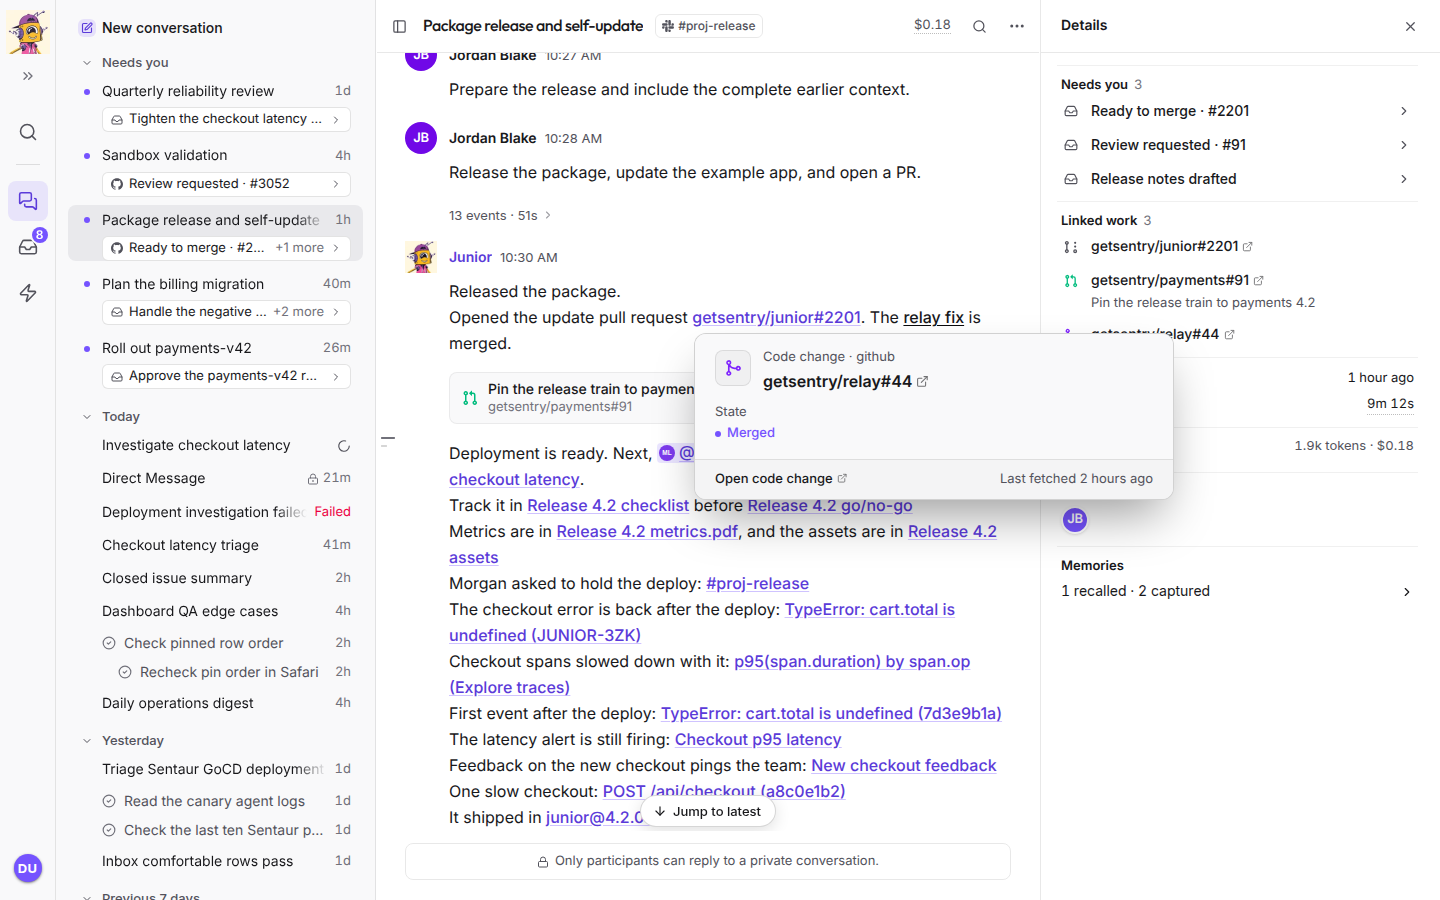 New conversation
Needs you
Quarterly reliability review 1d
Tighten the checkout latency ...
Sandbox validation 4h
Review requested · #3052
Package release and self-update 1h
Ready to merge · #2... +1 more
Plan the billing migration 40m
Handle the negative ... +2 more
Roll out payments-v42 26m
Approve the payments-v42 r...
Today
Investigate checkout latency
Direct Message 21m
Deployment investigation failed Failed
Checkout latency triage 41m
Closed issue summary 2h
Dashboard QA edge cases 4h
Check pinned row order 2h
Recheck pin order in Safari 2h
Daily operations digest 4h
Yesterday
Triage Sentaur GoCD deployment 1d
Read the canary agent logs 1d
Check the last ten Sentaur p... 1d
Inbox comfortable rows pass 1d
Previous 7 days
8
DU
Package release and self-update #proj-release $0.18
JB Jordan Blake 10:27 AM
Prepare the release and include the complete earlier context.
JB Jordan Blake 10:28 AM
Release the package, update the example app, and open a PR.
13 events · 51s
Junior 10:30 AM
Released the package.
Opened the update pull request getsentry/junior#2201. The relay fix is
merged.
Pin the release train to paymen
getsentry/payments#91
Code change · github
getsentry/relay#44
State
Merged
Open code change Last fetched 2 hours ago
Deployment is ready. Next, ML @
checkout latency.
Track it in Release 4.2 checklist before Release 4.2 go/no-go
Metrics are in Release 4.2 metrics.pdf, and the assets are in Release 4.2
assets
Morgan asked to hold the deploy: #proj-release
The checkout error is back after the deploy: TypeError: cart.total is
undefined (JUNIOR-3ZK)
Checkout spans slowed down with it: p95(span.duration) by span.op
(Explore traces)
First event after the deploy: TypeError: cart.total is undefined (7d3e9b1a)
The latency alert is still firing: Checkout p95 latency
Feedback on the new checkout pings the team: New checkout feedback
One slow checkout: POST /api/checkout (a8c0e1b2)
It shipped in junior@4.2.0
Jump to latest
Only participants can reply to a private conversation.
Details
Needs you 3
Ready to merge · #2201
Review requested · #91
Release notes drafted
Linked work 3
getsentry/junior#2201
getsentry/payments#91
Pin the release train to payments 4.2
getsentry/relay#44
1 hour ago
9m 12s
1.9k tokens · $0.18
JB
Memories
1 recalled · 2 captured